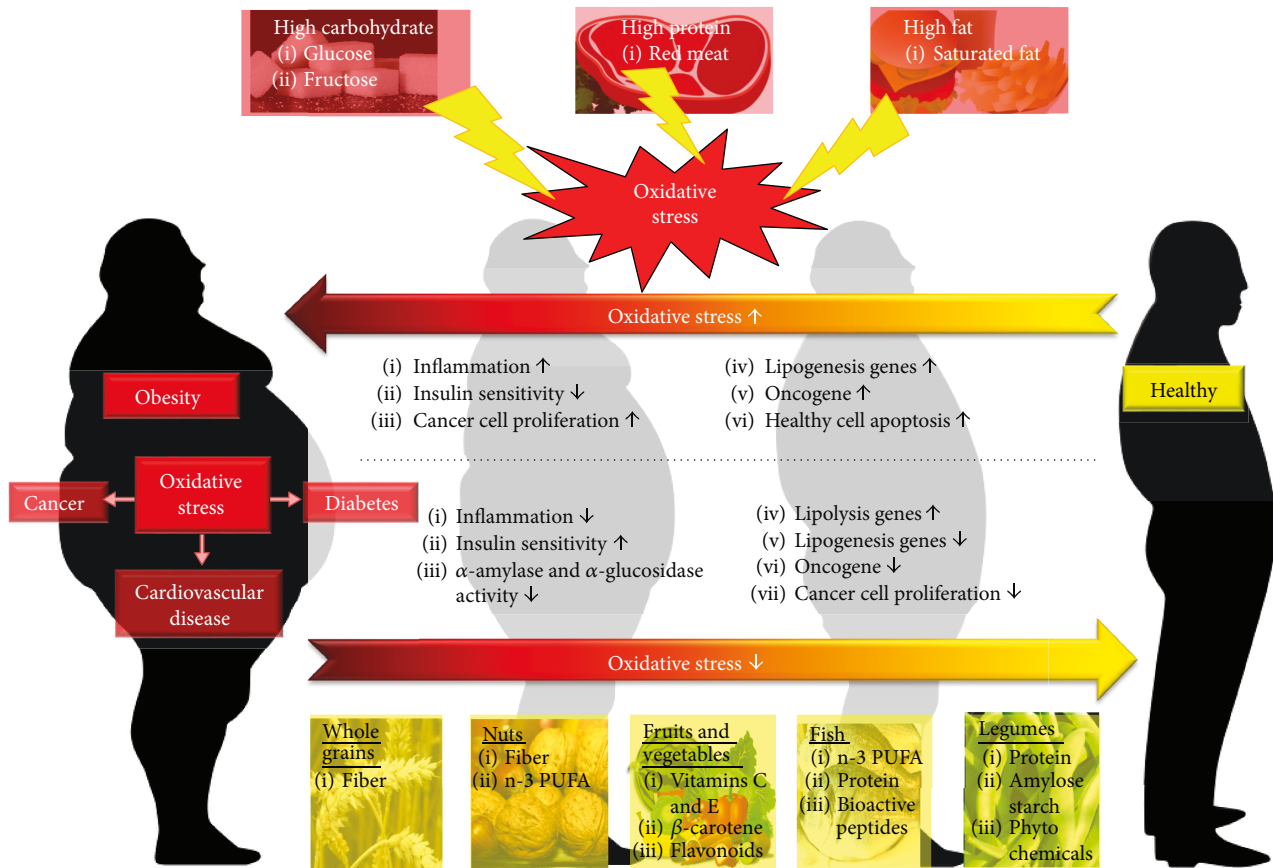 High carbohydrate
(i) Glucose
(ii) Fructose
High protein
(i) Red meat
High fat
(i) Saturated fat
Oxidative
stress
Oxidative stress ↑
(i) Inflammation ↑
(ii) Insulin sensitivity ↓
(iii) Cancer cell proliferation ↑
(iv) Lipogenesis genes ↑
(v) Oncogene ↑
(vi) Healthy cell apoptosis ↑
Obesity
Healthy
Cancer
Oxidative
stress
Diabetes
Cardiovascular
disease
(i) Inflammation ↓
(ii) Insulin sensitivity ↑
(iii) α-amylase and α-glucosidase
activity ↓
(iv) Lipolysis genes ↑
(v) Lipogenesis genes ↓
(vi) Oncogene ↓
(vii) Cancer cell proliferation ↓
Oxidative stress ↓
Whole
grains
(i) Fiber
Nuts
(i) Fiber
(ii) n-3 PUFA
Fruits and
vegetables
(i) Vitamins C
and E
(ii) β-carotene
(iii) Flavonoids
Fish
(i) n-3 PUFA
(ii) Protein
(iii) Bioactive
peptides
Legumes
(i) Protein
(ii) Amylose
starch
(iii) Phyto
chemicals